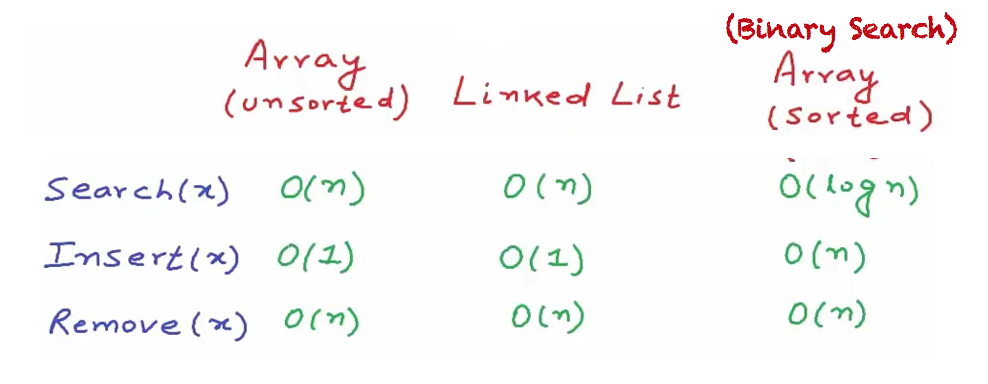 (Binary Search)
Array Linked List Array
(unsorted) (sorted)
Search(x) O(n) O(n) O(log n)
Insert(x) O(1) O(1) O(n)
Remove(x) O(n) O(n) O(n)